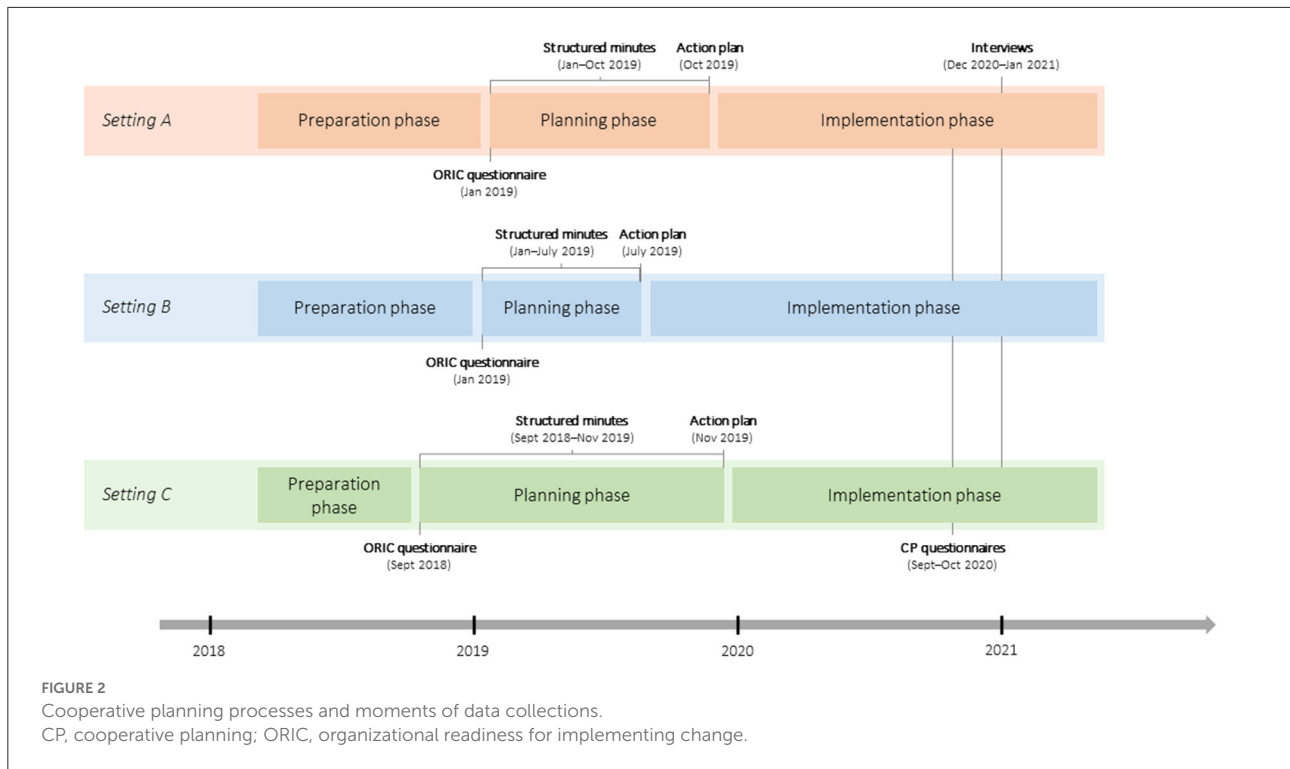 Structured minutes
(Jan–Oct 2019)
Action plan
(Oct 2019)
Interviews
(Dec 2020–Jan 2021)
Setting A
Preparation phase
Planning phase
Implementation phase
ORIC questionnaire
(Jan 2019)
Structured minutes
(Jan–July 2019)
Action plan
(July 2019)
Setting B
Preparation phase
Planning phase
Implementation phase
ORIC questionnaire
(Jan 2019)
Structured minutes
(Sept 2018–Nov 2019)
Action plan
(Nov 2019)
Setting C
Preparation
phase
Planning phase
Implementation phase
ORIC questionnaire
(Sept 2018)
CP questionnaires
(Sept–Oct 2020)
2018
2019
2020
2021
FIGURE 2
Cooperative planning processes and moments of data collections.
CP, cooperative planning; ORIC, organizational readiness for implementing change.